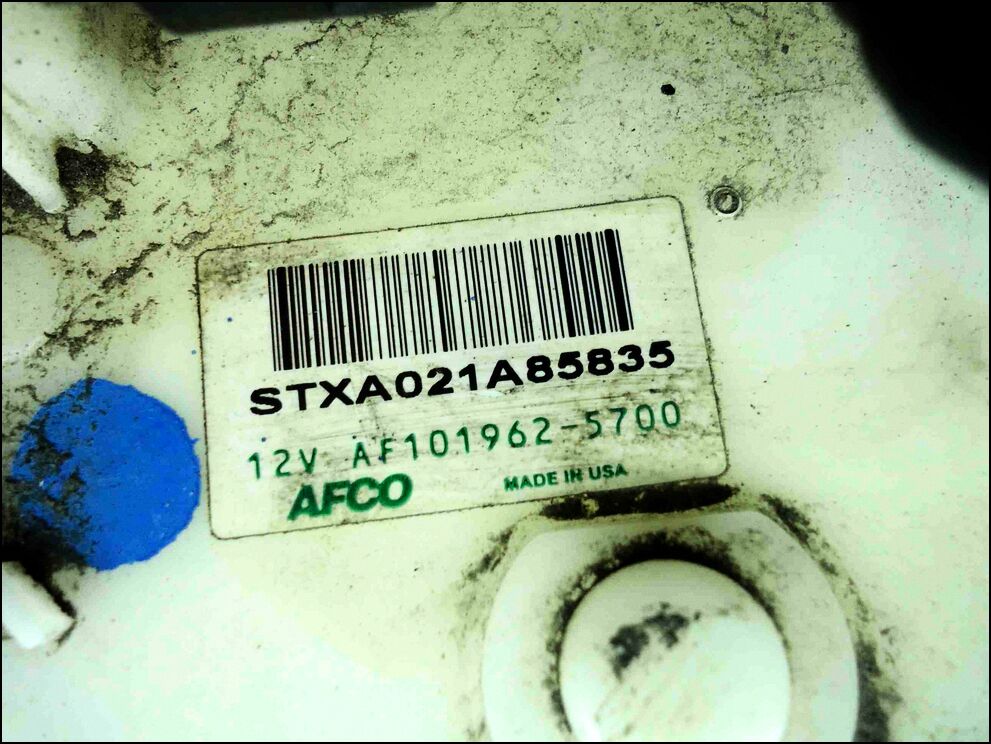 STXA021A85835
12V AF101962-5700
AFCO MADE IN USA